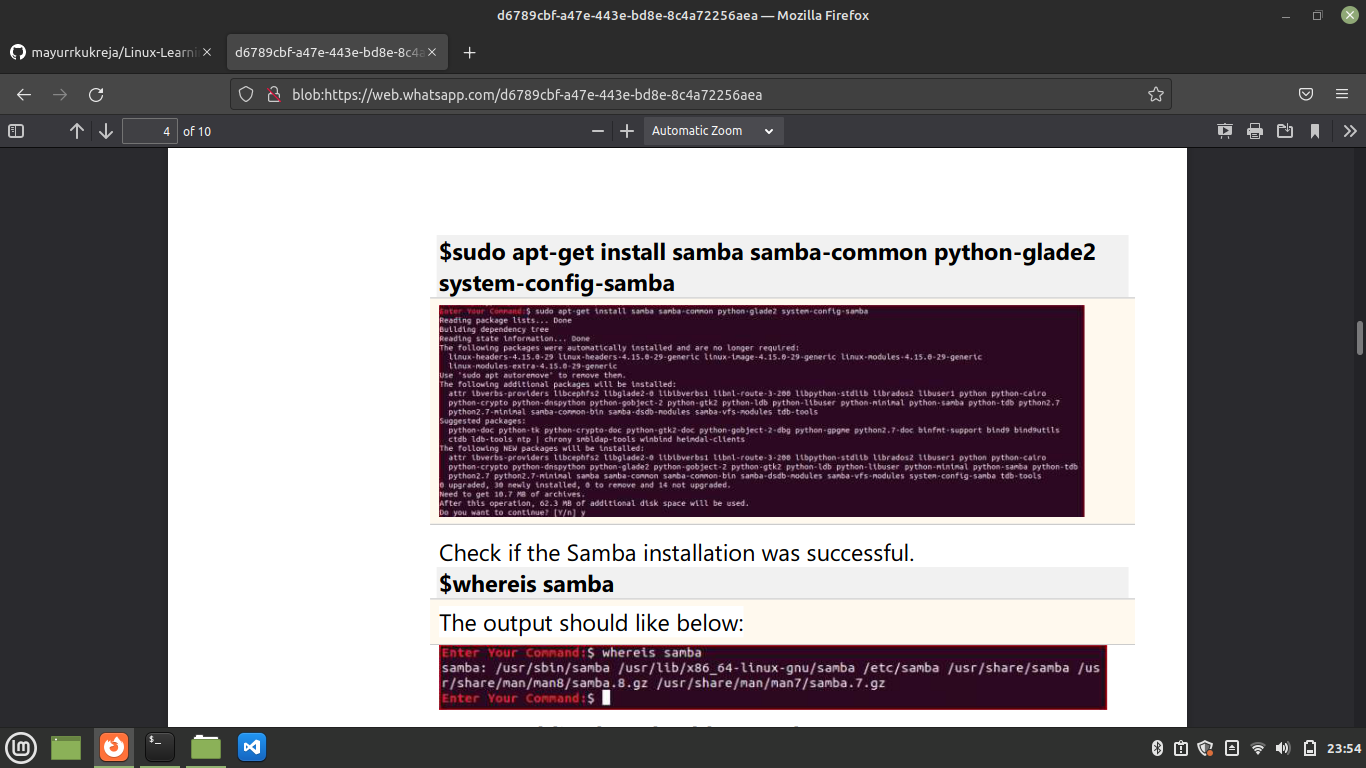 d6789cbf-a47e-443e-bd8e-8c4a72256aea — Mozilla Firefox
mayurrkukreja/Linux-Learni
d6789cbf-a47e-443e-bd8e-8c4a
blob:https://web.whatsapp.com/d6789cbf-a47e-443e-bd8e-8c4a72256aea
4 of 10
Automatic Zoom
$sudo apt-get install samba samba-common python-glade2
system-config-samba
Enter Your Command:$ sudo apt-get install samba samba-common python-glade2 system-config-samba
Reading package lists... Done
Building dependency tree
Reading state information... Done
The following packages were automatically installed and are no longer required:
linux-headers-4.15.0-29 linux-headers-4.15.0-29-generic linux-image-4.15.0-29-generic linux-modules-4.15.0-29-generic
linux-modules-extra-4.15.0-29-generic
Use 'sudo apt autoremove' to remove them.
The following additional packages will be installed:
attr ibverbs-providers libcephfs2 libglade2-0 libibverbs1 libnl-route-3-200 libpython-stdlib librados2 libuser1 python python-cairo
python-crypto python-dnspython python-gobject-2 python-gtk2 python-ldb python-libuser python-minimal python-samba python-tdb python2.7
python2.7-minimal samba-common-bin samba-dsdb-modules samba-vfs-modules tdb-tools
Suggested packages:
python-doc python-tk python-crypto-doc python-gtk2-doc python-gobject-2-dbg python-gpgme python2.7-doc binfmt-support bind9 bind9utils
ctdb ldb-tools ntp | chrony smbldap-tools winbind heimdal-clients
The following NEW packages will be installed:
attr ibverbs-providers libcephfs2 libglade2-0 libibverbs1 libnl-route-3-200 libpython-stdlib librados2 libuser1 python python-cairo
python-crypto python-dnspython python-glade2 python-gobject-2 python-gtk2 python-ldb python-libuser python-minimal python-samba python-tdb
python2.7 python2.7-minimal samba samba-common samba-common-bin samba-dsdb-modules samba-vfs-modules system-config-samba tdb-tools
0 upgraded, 30 newly installed, 0 to remove and 14 not upgraded.
Need to get 10.7 MB of archives.
After this operation, 62.3 MB of additional disk space will be used.
Do you want to continue? [Y/n] y
Check if the Samba installation was successful.
$whereis samba
The output should like below:
Enter Your Command:$ whereis samba
samba: /usr/sbin/samba /usr/lib/x86_64-linux-gnu/samba /etc/samba /usr/share/samba /us
r/share/man/man8/samba.8.gz /usr/share/man/man7/samba.7.gz
Enter Your Command:$
23:54